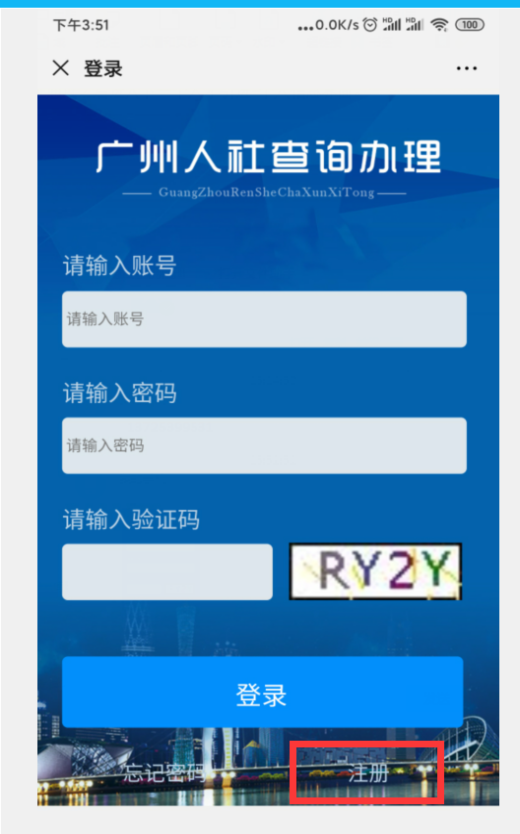 下午3:51 ...0.0K/s HD HD 100
× 登录 ...
广州人社查询办理
GuangZhouRenSheChaXunXiTong
请输入账号
请输入账号
请输入密码
请输入密码
请输入验证码
RY2Y
登录
忘记密码 注册